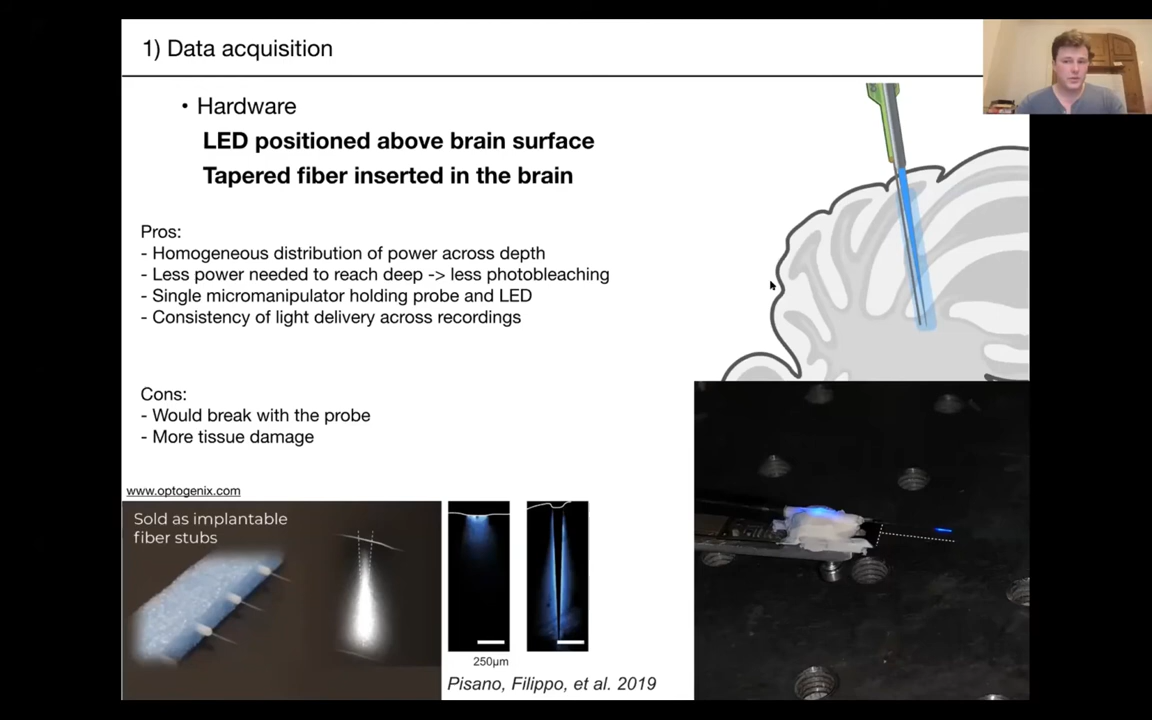 1) Data acquisition
• Hardware
LED positioned above brain surface
Tapered fiber inserted in the brain
Pros:
- Homogeneous distribution of power across depth
- Less power needed to reach deep -> less photobleaching
- Single micromanipulator holding probe and LED
- Consistency of light delivery across recordings
Cons:
- Would break with the probe
- More tissue damage
www.optogenix.com
Sold as implantable
fiber stubs
250µm
Pisano, Filippo, et al. 2019